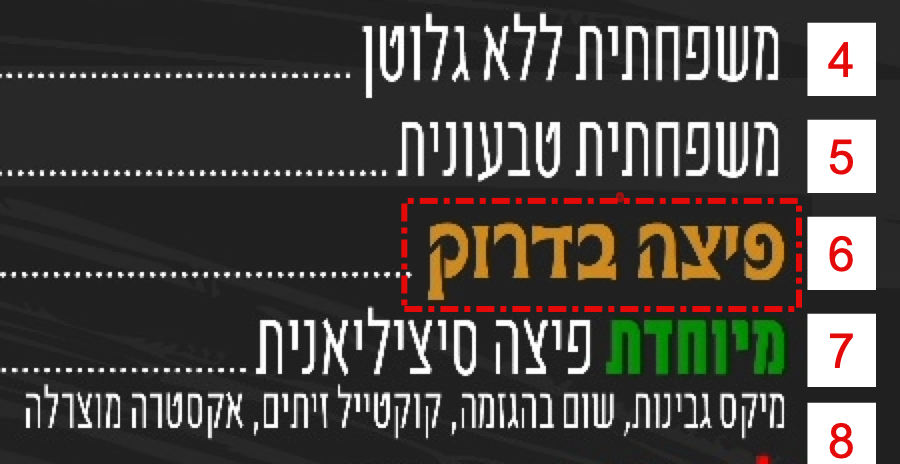 משפחתית ללא גלוטן 4
משפחתית טבעונית 5
פיצה בדרוק 6
מיוחדת פיצה סיציליאנית 7
מיקס גבינות, שום בהגזמה, קוקטייל זיתים, אקסטרה מוצרלה 8